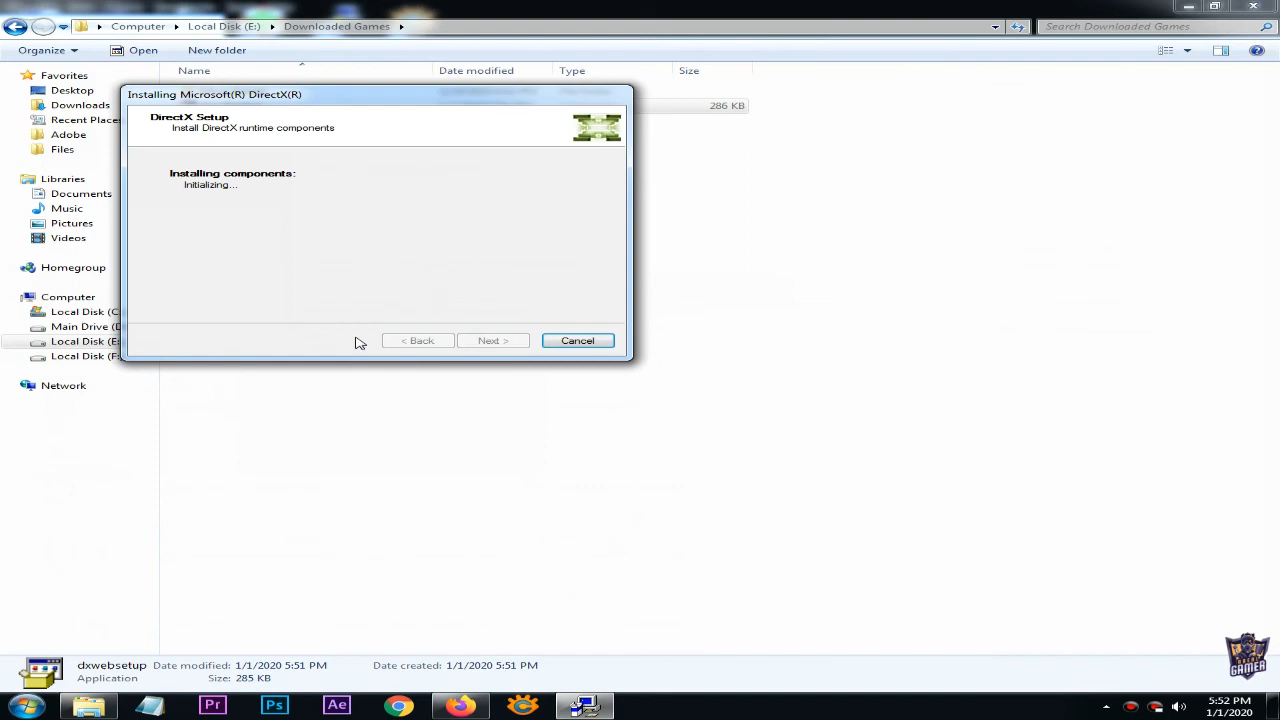 Computer
Local Disk (E:)
Downloaded Games
Search Downloaded Games
Organize
Open
New folder
Favorites
Desktop
Downloads
Recent Places
Adobe
Files
Libraries
Documents
Music
Pictures
Videos
Homegroup
Computer
Local Disk (C
Main Drive (D
Local Disk (E:
Local Disk (F:
Network
Name
Date modified
Type
Size
286 KB
Installing Microsoft(R) DirectX(R)
DirectX Setup
Install DirectX runtime components
Installing components:
Initializing...
< Back
Next >
Cancel
dxwebsetup
Date modified: 1/1/2020 5:51 PM
Date created: 1/1/2020 5:51 PM
Application
Size: 285 KB
GAMER
Pr
Ps
Ae
5:52 PM
1/1/2020